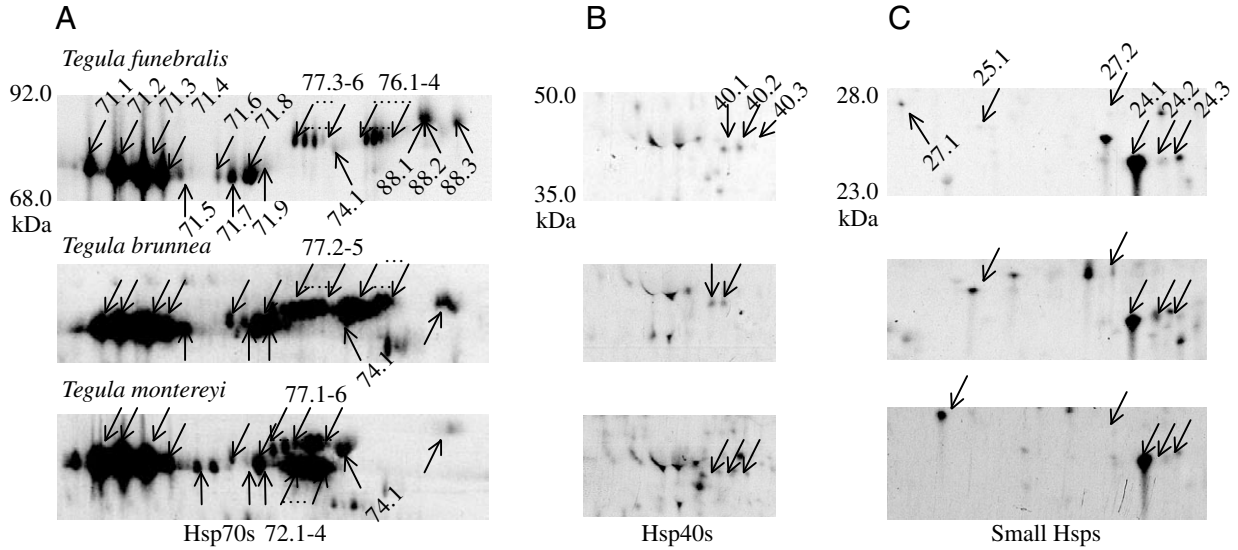 A
B
C
Tegula funebralis
92.0
68.0
kDa
71.1
71.2
71.3
71.4
71.6
71.8
77.3-6
76.1-4
71.5
71.7
71.9
74.1
88.1
88.2
88.3
50.0
35.0
kDa
40.1
40.2
40.3
28.0
23.0
kDa
25.1
27.2
24.1
24.2
24.3
27.1
Tegula brunnea
77.2-5
...
74.1
Tegula montereyi
77.1-6
74.1
Hsp70s 72.1-4
Hsp40s
Small Hsps